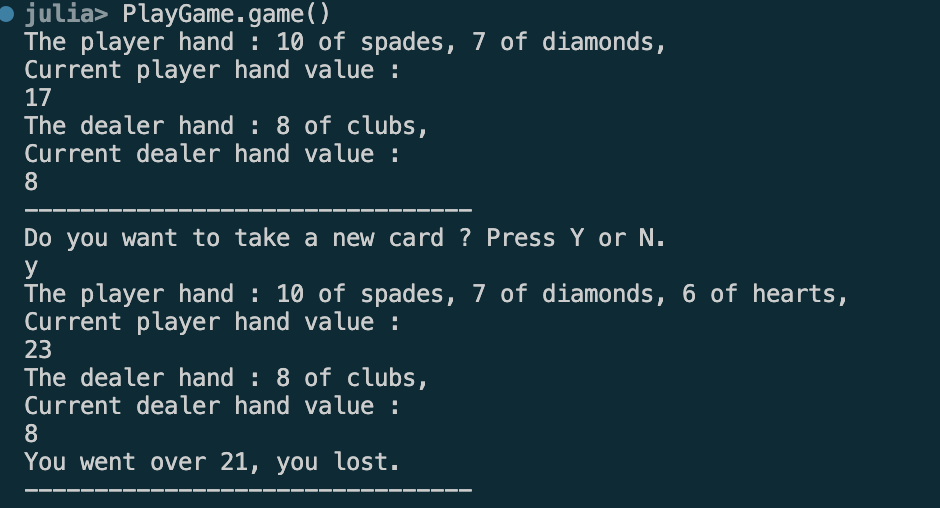 julia> PlayGame.game()
The player hand : 10 of spades, 7 of diamonds,
Current player hand value :
17
The dealer hand : 8 of clubs,
Current dealer hand value :
8
--------------------------------
Do you want to take a new card ? Press Y or N.
y
The player hand : 10 of spades, 7 of diamonds, 6 of hearts,
Current player hand value :
23
The dealer hand : 8 of clubs,
Current dealer hand value :
8
You went over 21, you lost.
--------------------------------